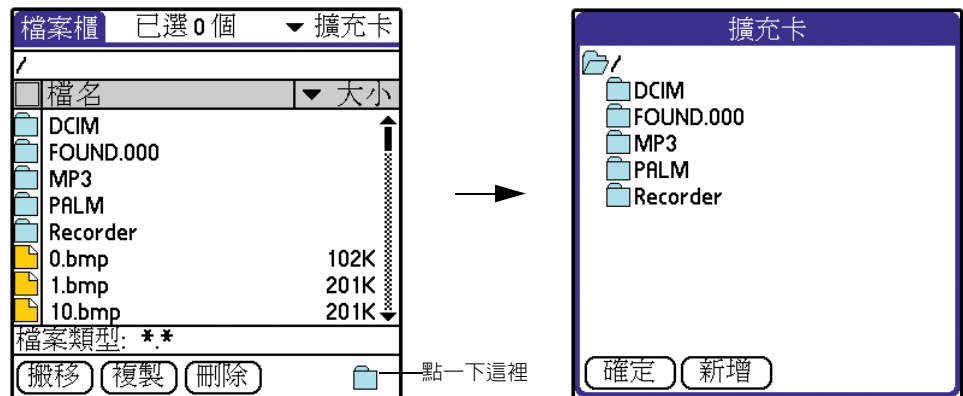 檔案櫃 已選 0 個 擴充卡
/
檔名 大小
DCIM
FOUND.000
MP3
PALM
Recorder
0.bmp 102K
1.bmp 201K
10.bmp 201K
檔案類型: *.*
搬移 複製 刪除
點一下這裡
擴充卡
/
DCIM
FOUND.000
MP3
PALM
Recorder
確定 新增